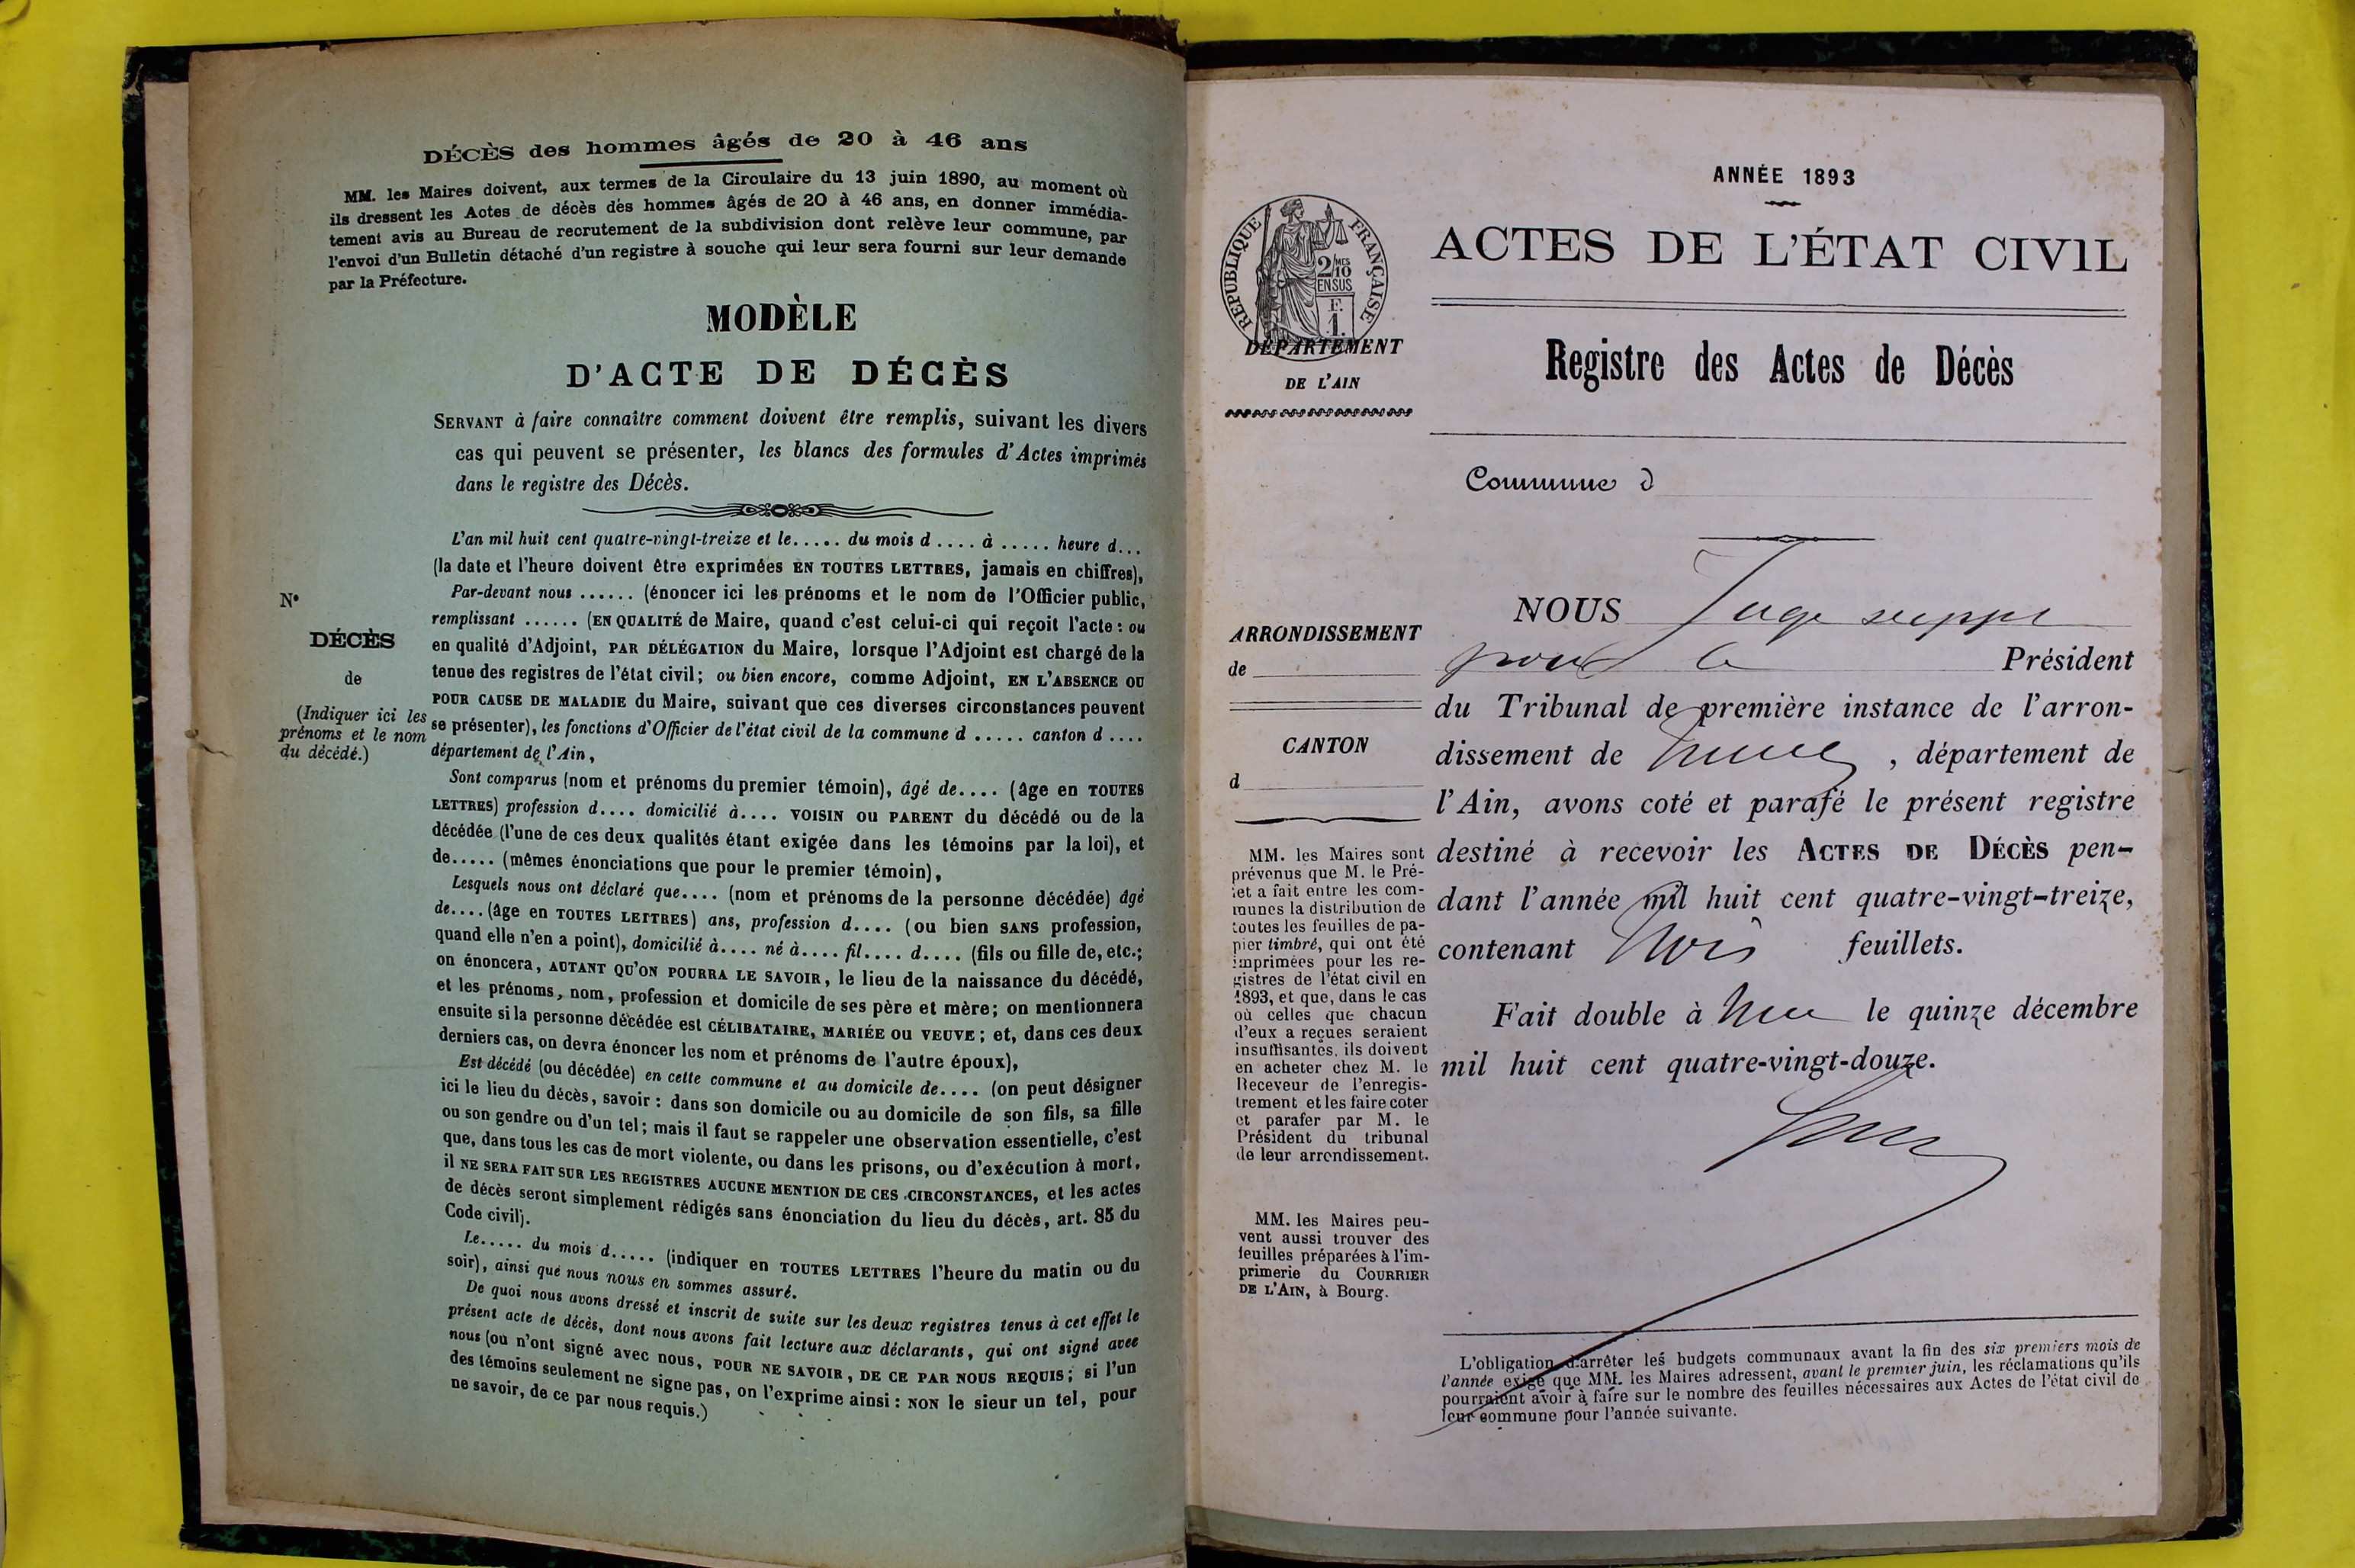 DÉCÈS des hommes âgés de 20 à 46 ans
MM. les Maires doivent, aux termes de la Circulaire du 13 juin 1890, au moment où
ils dressent les Actes de décès des hommes âgés de 20 à 46 ans, en donner immédia-
tement avis au Bureau de recrutement de la subdivision dont relève leur commune, par
l'envoi d'un Bulletin détaché d'un registre à souche qui leur sera fourni sur leur demande
par la Préfecture.
MODÈLE
D'ACTE DE DÉCÈS
SERVANT à faire connaître comment doivent être remplis, suivant les divers
cas qui peuvent se présenter, les blancs des formules d'Actes imprimés
dans le registre des Décès.
L'an mil huit cent quatre-vingt-treize et le..... du mois d .... à ..... heure d...
(la date et l'heure doivent être exprimées EN TOUTES LETTRES, jamais en chiffres),
Par-devant nous ...... (énoncer ici les prénoms et le nom de l'Officier public,
remplissant ...... (EN QUALITÉ de Maire, quand c'est celui-ci qui reçoit l'acte : ou
en qualité d'Adjoint, PAR DÉLÉGATION du Maire, lorsque l'Adjoint est chargé de la
tenue des registres de l'état civil; ou bien encore, comme Adjoint, EN L'ABSENCE OU
POUR CAUSE DE MALADIE du Maire, suivant que ces diverses circonstances peuvent
se présenter), les fonctions d'Officier de l'état civil de la commune d ..... canton d ....
département de l'Ain,
Sont comparus (nom et prénoms du premier témoin), âgé de.... (âge en TOUTES
LETTRES) profession d.... domicilié à.... VOISIN OU PARENT du décédé ou de la
décédée (l'une de ces deux qualités étant exigée dans les témoins par la loi), et
de..... (mêmes énonciations que pour le premier témoin),
Lesquels nous ont déclaré que.... (nom et prénoms de la personne décédée) âgé
de.... (âge en TOUTES LETTRES) ans, profession d.... (ou bien SANS profession,
quand elle n'en a point), domicilié à.... né à.... fil.... d.... (fils ou fille de, etc.;
on énoncera, AUTANT QU'ON POURRA LE SAVOIR, le lieu de la naissance du décédé,
et les prénoms, nom, profession et domicile de ses père et mère; on mentionnera
ensuite si la personne décédée est CÉLIBATAIRE, MARIÉE OU VEUVE; et, dans ces deux
derniers cas, on devra énoncer les nom et prénoms de l'autre époux),
Est décédé (ou décédée) en cette commune et au domicile de.... (on peut désigner
ici le lieu du décès, savoir : dans son domicile ou au domicile de son fils, sa fille
ou son gendre ou d'un tel; mais il faut se rappeler une observation essentielle, c'est
que, dans tous les cas de mort violente, ou dans les prisons, ou d'exécution à mort,
il NE SERA FAIT SUR LES REGISTRES AUCUNE MENTION DE CES CIRCONSTANCES, et les actes
de décès seront simplement rédigés sans énonciation du lieu du décès, art. 85 du
Code civil).
Le..... du mois d..... (indiquer en TOUTES LETTRES l'heure du matin ou du
soir), ainsi que nous nous en sommes assuré.
De quoi nous avons dressé et inscrit de suite sur les deux registres tenus à cet effet le
présent acte de décès, dont nous avons fait lecture aux déclarants, qui ont signé avec
nous (ou n'ont signé avec nous, POUR NE SAVOIR, DE CE PAR NOUS REQUIS; si l'un
des témoins seulement ne signe pas, on l'exprime ainsi : NON le sieur un tel, pour
ne savoir, de ce par nous requis.)
N°
DÉCÈS
de
(Indiquer ici les
prénoms et le nom
du décédé.)
ANNÉE 1893
ACTES DE L'ÉTAT CIVIL
Registre des Actes de Décès
RÉPUBLIQUE FRANÇAISE
2/MES
10
EN SUS
F.
1.
DÉPARTEMENT
DE L'AIN
Commune d
ARRONDISSEMENT
de
CANTON
d
MM. les Maires sont
prévenus que M. le Pré-
fet a fait entre les com-
munes la distribution de
toutes les feuilles de pa-
pier timbré, qui ont été
imprimées pour les re-
gistres de l'état civil en
1893, et que, dans le cas
où celles que chacun
d'eux a reçues seraient
insuffisantes, ils doivent
en acheter chez M. le
Receveur de l'enregis-
trement et les faire coter
et parafer par M. le
Président du tribunal
de leur arrondissement.
MM. les Maires peu-
vent aussi trouver des
feuilles préparées à l'im-
primerie du COURRIER
DE L'AIN, à Bourg.
NOUS Juge suppt
pour le Président
du Tribunal de première instance de l'arron-
dissement de , département de
l'Ain, avons coté et parafé le présent registre
destiné à recevoir les ACTES DE DÉCÈS pen-
dant l'année mil huit cent quatre-vingt-treize,
contenant trois feuillets.
Fait double à le quinze décembre
mil huit cent quatre-vingt-douze.
L'obligation d'arrêter les budgets communaux avant la fin des six premiers mois de
l'année exige que MM. les Maires adressent, avant le premier juin, les réclamations qu'ils
pourraient avoir à faire sur le nombre des feuilles nécessaires aux Actes de l'état civil de
leur commune pour l'année suivante.